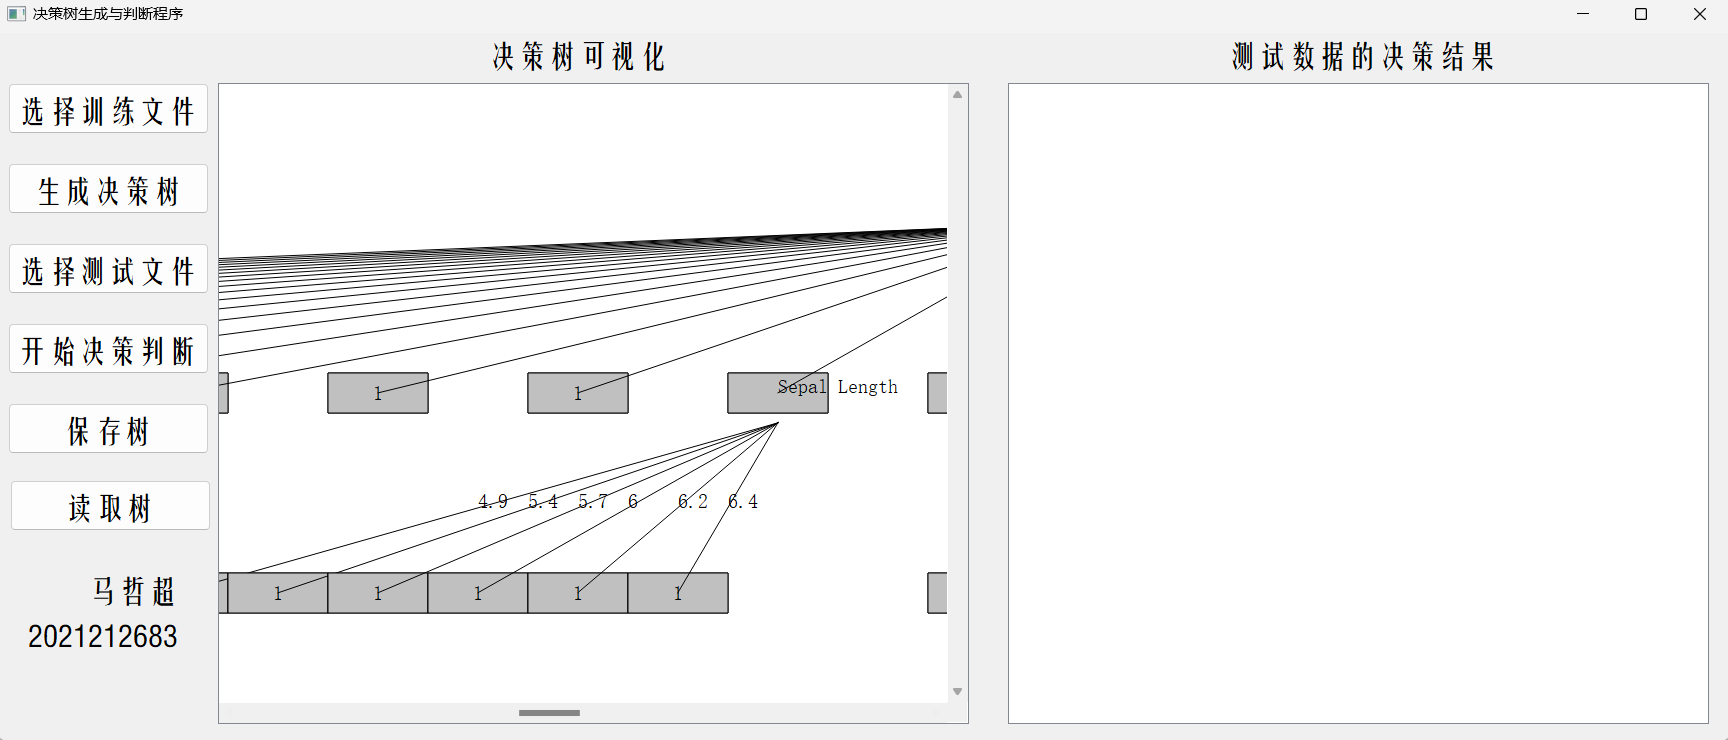 决策树生成与判断程序
决策树可视化
测试数据的决策结果
选择训练文件
生成决策树
选择测试文件
开始决策判断
保存树
读取树
马哲超
2021212683
1 1 Sepal Length
4.9 5.4 5.7 6 6.2 6.4
1 1 1 1 1